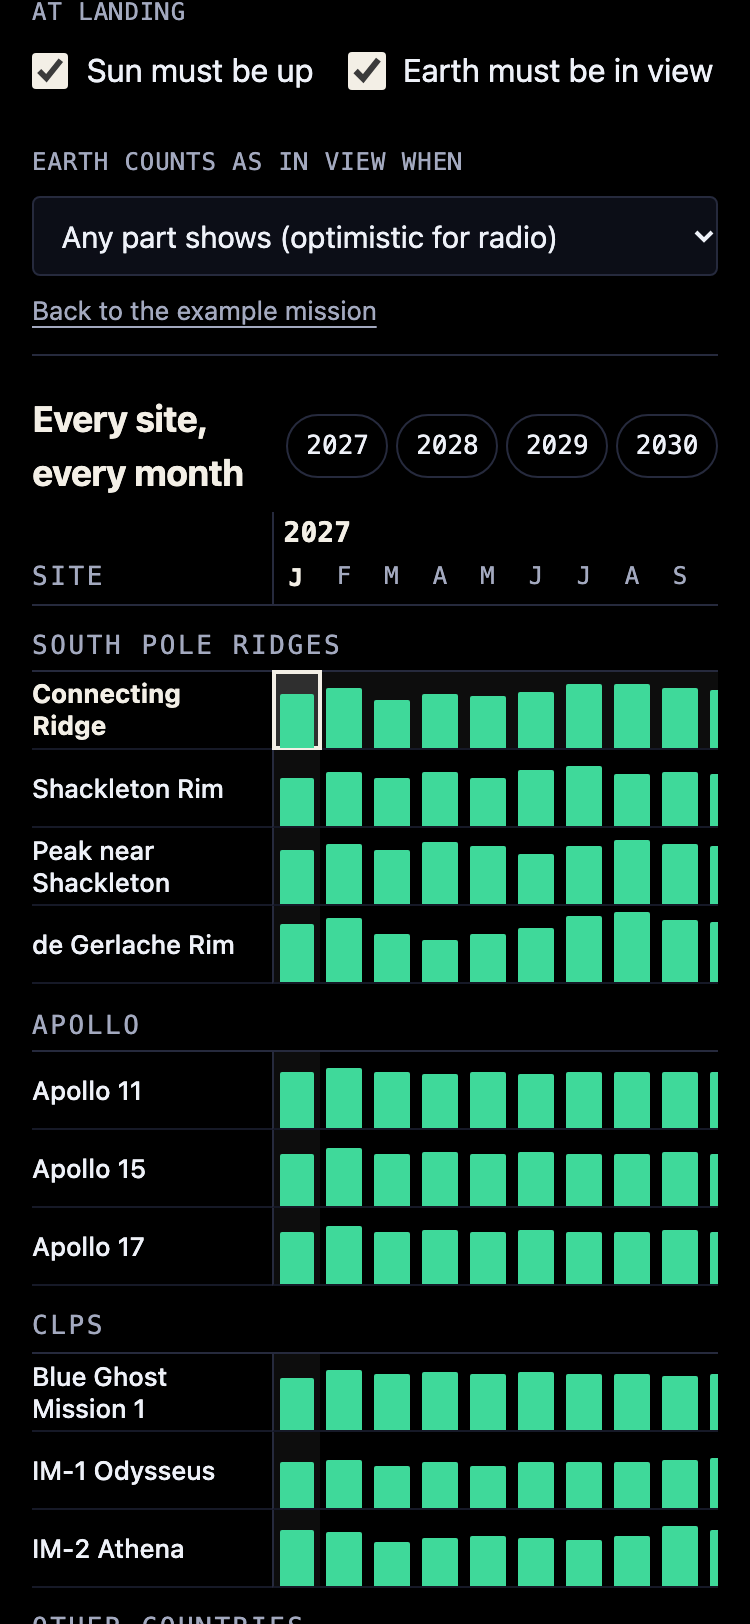 AT LANDING
Sun must be up
Earth must be in view
EARTH COUNTS AS IN VIEW WHEN
Any part shows (optimistic for radio)
Back to the example mission
Every site,
every month
2027 2028 2029 2030
2027
SITE J F M A M J J A S
SOUTH POLE RIDGES
Connecting
Ridge
Shackleton Rim
Peak near
Shackleton
de Gerlache Rim
APOLLO
Apollo 11
Apollo 15
Apollo 17
CLPS
Blue Ghost
Mission 1
IM-1 Odysseus
IM-2 Athena
OTHER COUNTRIES